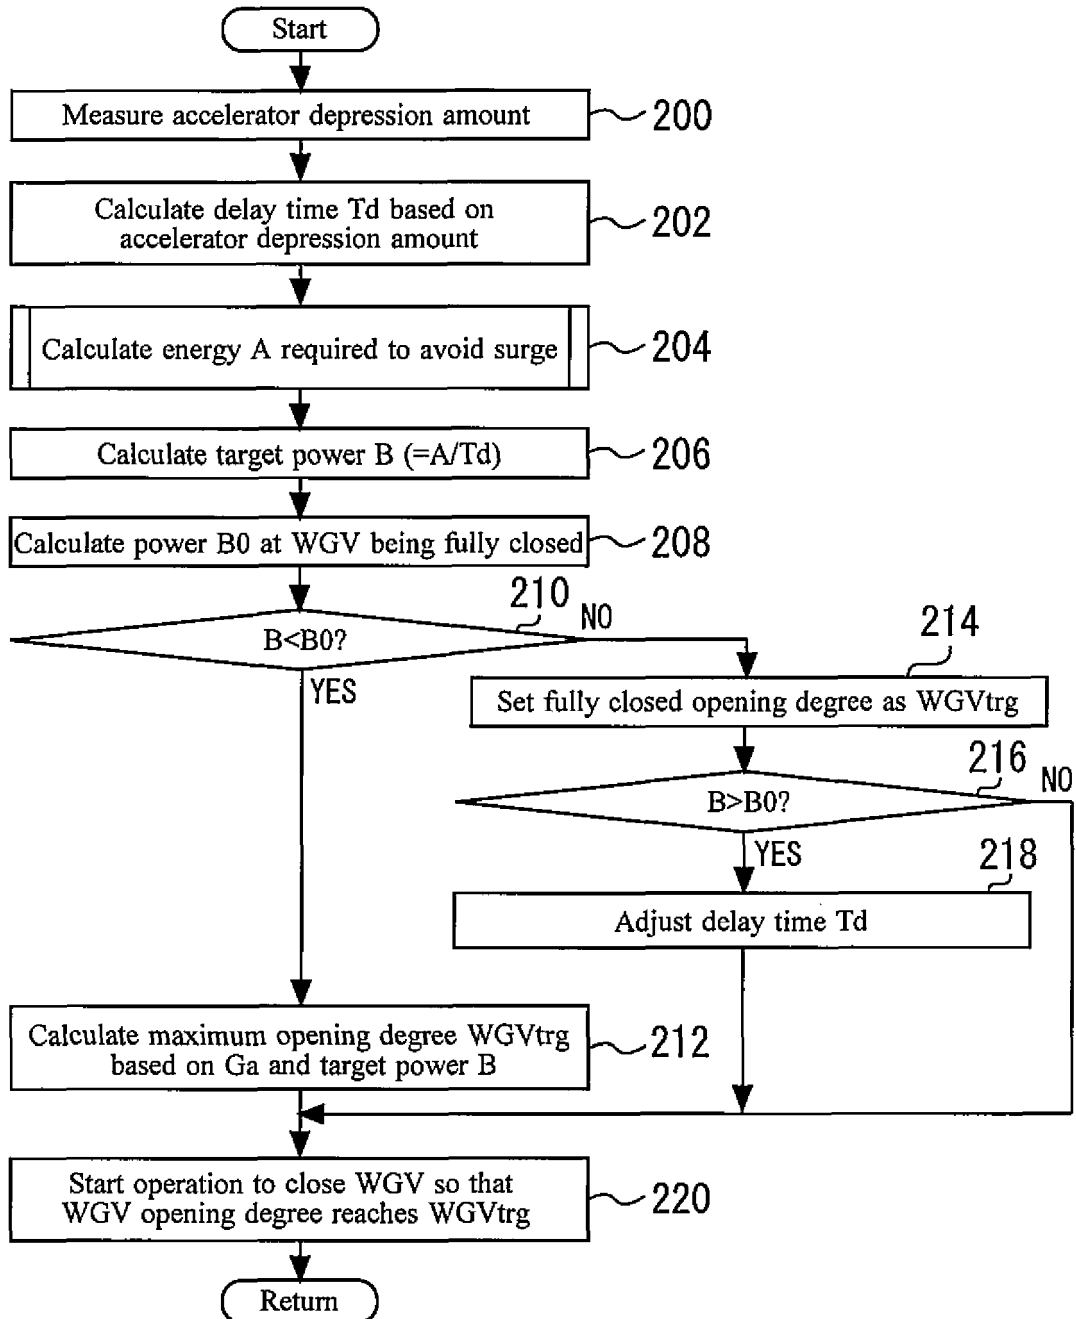 Start
Measure accelerator depression amount
200
Calculate delay time Td based on
accelerator depression amount
202
Calculate energy A required to avoid surge
204
Calculate target power B (=A/Td)
206
Calculate power B0 at WGV being fully closed
208
B<B0?
210
NO
YES
214
Set fully closed opening degree as WGVtrg
B>B0?
216
NO
YES
218
Adjust delay time Td
Calculate maximum opening degree WGVtrg
based on Ga and target power B
212
Start operation to close WGV so that
WGV opening degree reaches WGVtrg
220
Return